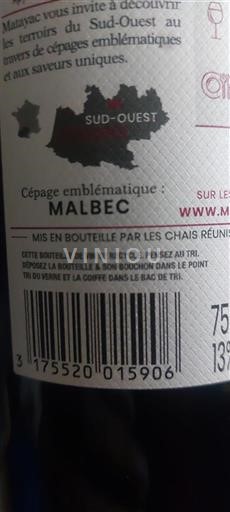 Matayac vous invite à découvrir
les terroirs du Sud-Ouest au
travers de cépages emblématiques
et aux saveurs uniques.
SUD-OUEST
Cépage emblématique :
MALBEC
SUR LES
WWW.M
MIS EN BOUTEILLE PAR LES CHAIS RÉUNIS
CETTE BOUTEILLE PENSEZ AU TRI.
DÉPOSEZ LA BOUTEILLE & SON BOUCHON DANS LE POINT
TRI DU VERRE ET LA COIFFE DANS LE BAC DE TRI.
VINIOU
3 175520 015906
75
13%